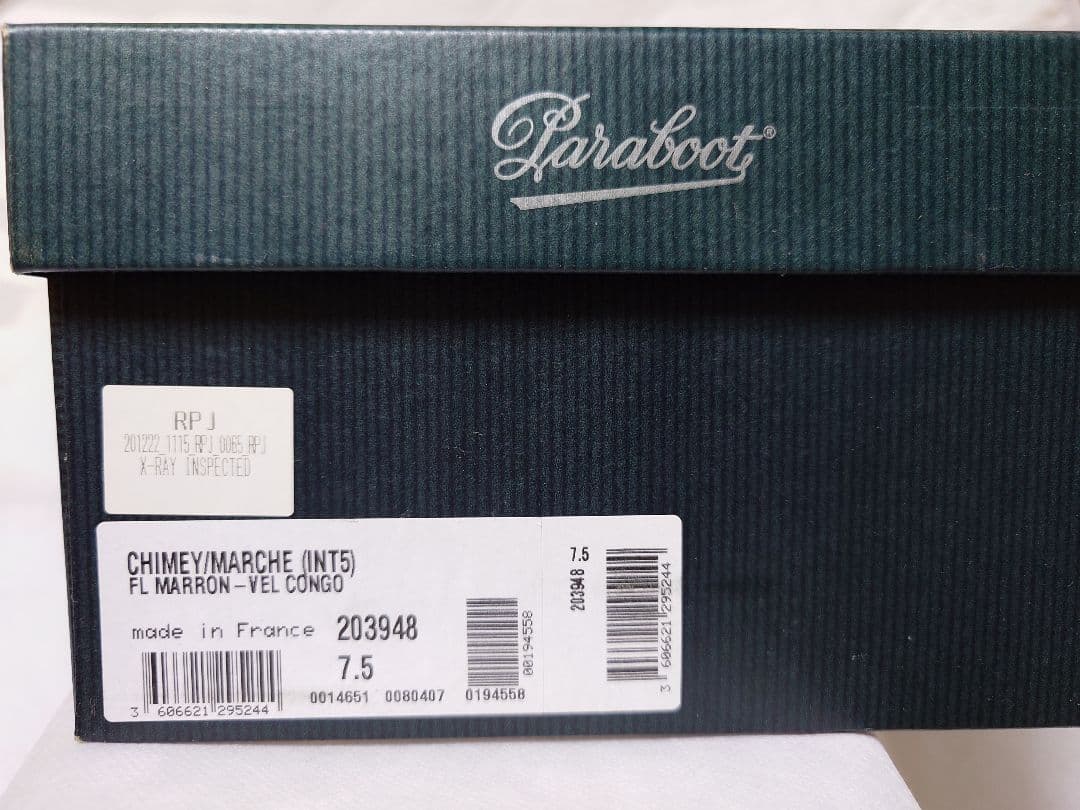 Paraboot®
RPJ
201222_1115_RPJ_0065_RPJ
X-RAY INSPECTED
CHIMEY/MARCHE (INT5)
FL MARRON-VEL CONGO
made in France 203948
7.5
0014651 0080407 0194558
3 606621 295244
00194558
7.5
203948
3 606621 295244